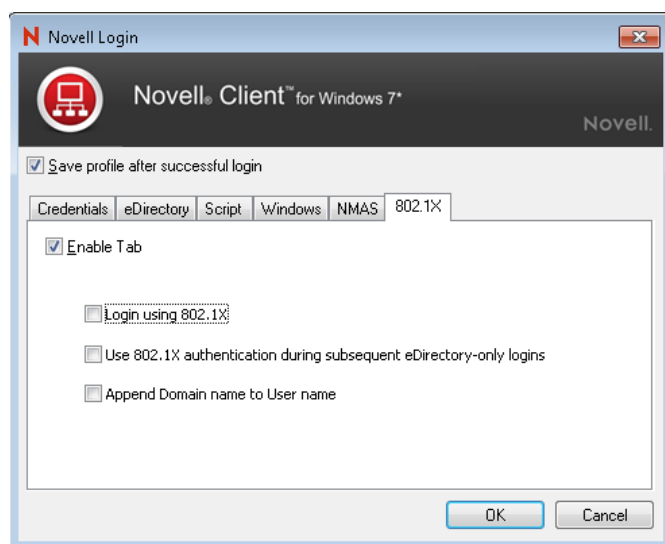 N Novell Login
Novell® Client™ for Windows 7*
Novell.
Save profile after successful login
Credentials eDirectory Script Windows NMAS 802.1X
Enable Tab
Login using 802.1X
Use 802.1X authentication during subsequent eDirectory-only logins
Append Domain name to User name
OK Cancel